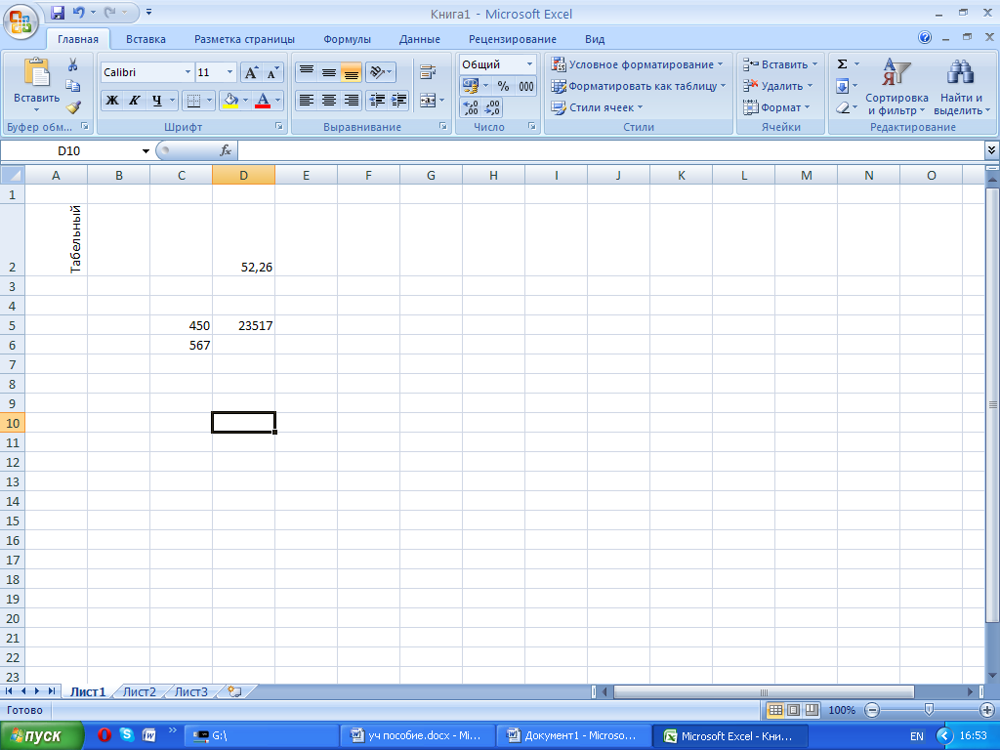 Книга1 - Microsoft Excel
Главная Вставка Разметка страницы Формулы Данные Рецензирование Вид
Calibri 11 Общий Условное форматирование Вставить Σ
Вставить Форматировать как таблицу Удалить Сортировка и фильтр Найти и выделить
Ж К Ч А % 000 Стили ячеек Формат
Буфер обм... Шрифт Выравнивание Число Стили Ячейки Редактирование
D10 fx
A B C D E F G H I J K L M N O
1
Табельный
2 52,26
3
4
5 450 23517
6 567
7
8
9
10
11
12
13
14
15
16
17
18
19
20
21
22
23
Лист1 Лист2 Лист3
Готово 100%
пуск G:\ уч пособие.docx - Mi... Документ1 - Microso... Microsoft Excel - Кни... EN 16:53